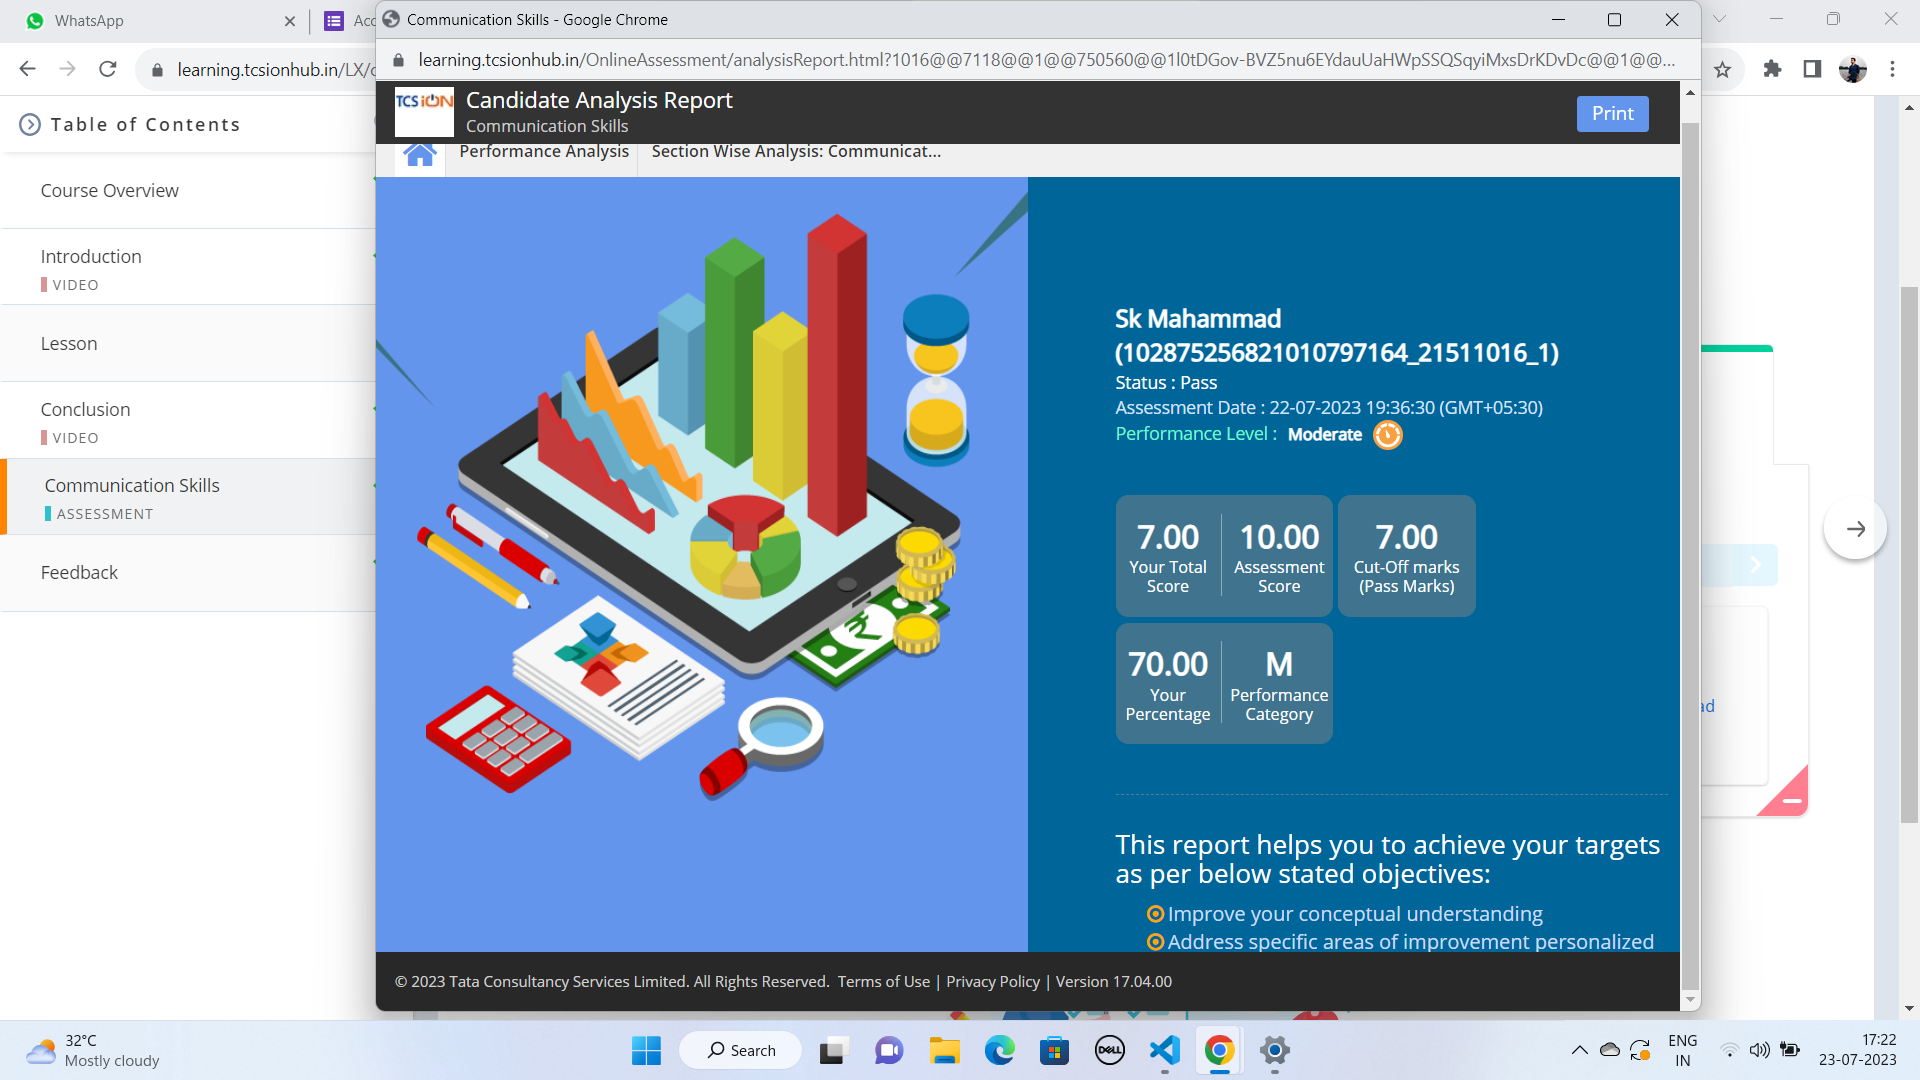 WhatsApp
Acc
Communication Skills - Google Chrome
learning.tcsionhub.in/LX/c
learning.tcsionhub.in/OnlineAssessment/analysisReport.html?1016@@7118@@1@@750560@@1l0tDGov-BVZ5nu6EYdauUaHWpSSQSqyiMxsDrKDvDc@@1@@...
Table of Contents
Course Overview
Introduction
VIDEO
Lesson
Conclusion
VIDEO
Communication Skills
ASSESSMENT
Feedback
TCS iON
Candidate Analysis Report
Communication Skills
Print
Performance Analysis
Section Wise Analysis: Communicat...
Sk Mahammad
(102875256821010797164_21511016_1)
Status : Pass
Assessment Date : 22-07-2023 19:36:30 (GMT+05:30)
Performance Level : Moderate
7.00
Your Total
Score
10.00
Assessment
Score
7.00
Cut-Off marks
(Pass Marks)
70.00
Your
Percentage
M
Performance
Category
This report helps you to achieve your targets
as per below stated objectives:
Improve your conceptual understanding
Address specific areas of improvement personalized
ad
© 2023 Tata Consultancy Services Limited. All Rights Reserved. Terms of Use | Privacy Policy | Version 17.04.00
32°C
Mostly cloudy
Search
DELL
ENG
IN
17:22
23-07-2023